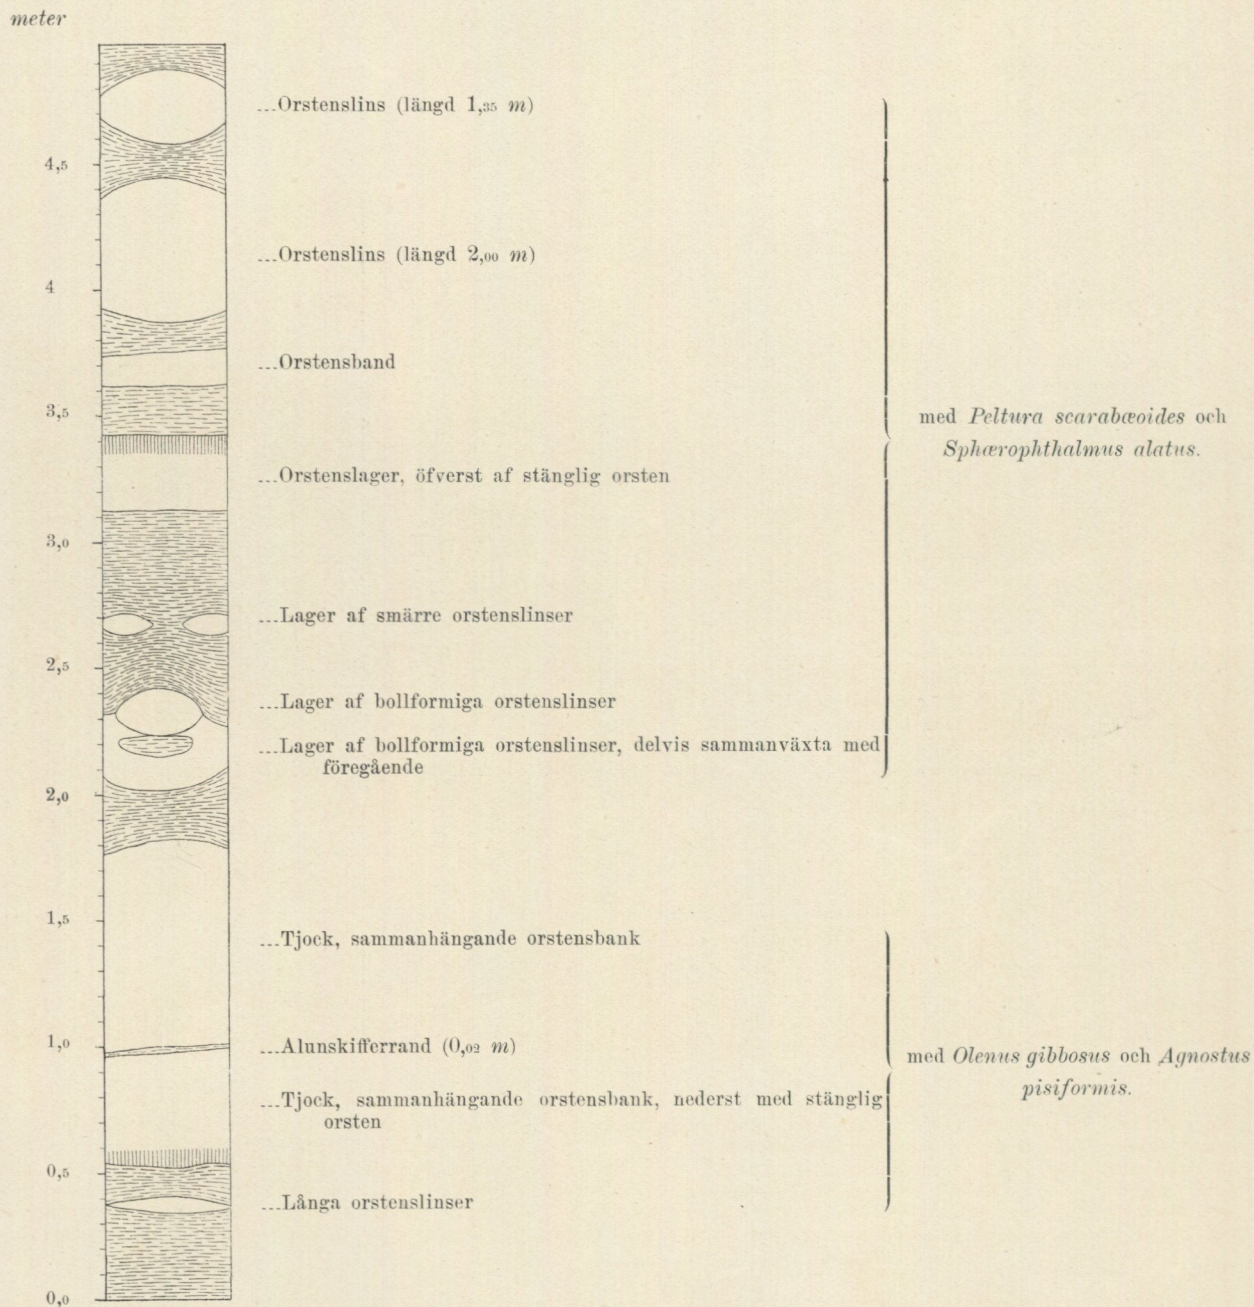 meter
...Orstenslins (längd 1,35 m)
4,5
...Orstenslins (längd 2,00 m)
4
...Orstensband
3,5
med Peltura scarabæoides och
Sphærophthalmus alatus.
...Orstenslager, öfverst af stänglig orsten
3,0
...Lager af smärre orstenslinser
2,5
...Lager af bollformiga orstenslinser
...Lager af bollformiga orstenslinser, delvis sammanväxta med
föregående
2,0
1,5
...Tjock, sammanhängande orstensbank
1,0
...Alunskifferrand (0,02 m)
med Olenus gibbosus och Agnostus
pisiformis.
...Tjock, sammanhängande orstensbank, nederst med stänglig
orsten
0,5
...Långa orstenslinser
0,0